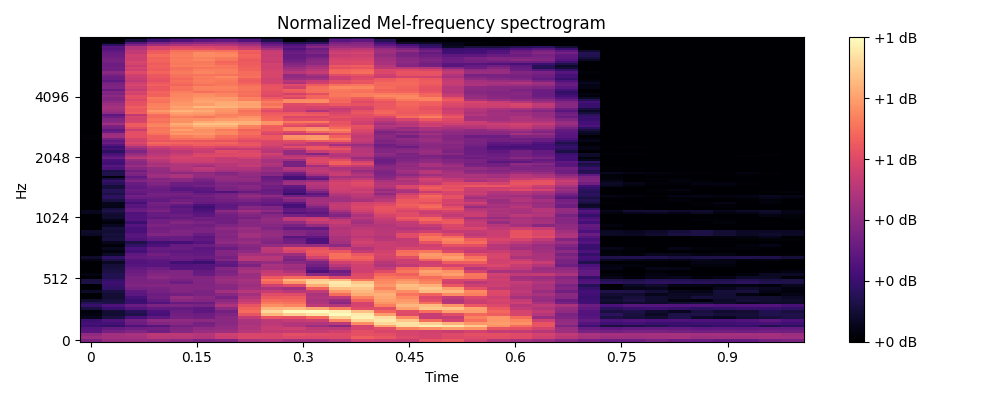 Normalized Mel-frequency spectrogram
Hz
4096
2048
1024
512
0
0 0.15 0.3 0.45 0.6 0.75 0.9
Time
+1 dB
+1 dB
+1 dB
+0 dB
+0 dB
+0 dB